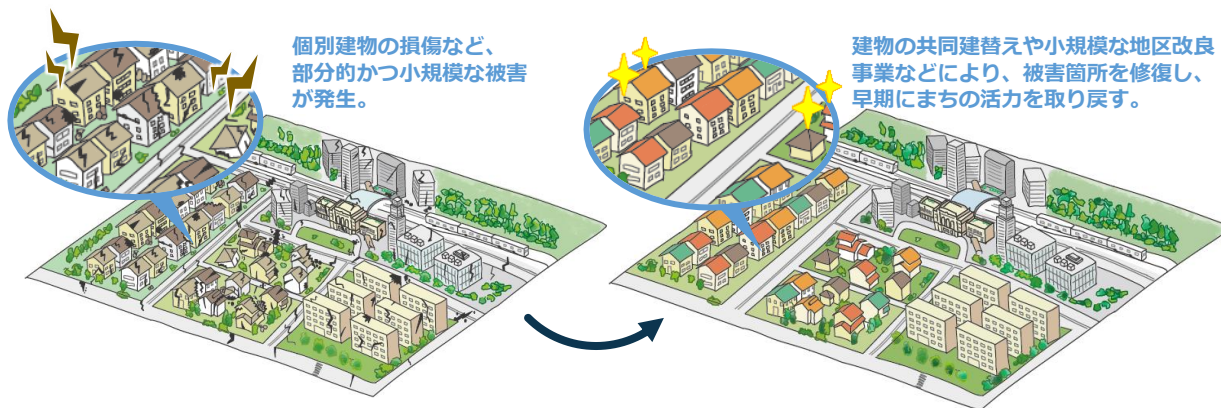 個別建物の損傷など、
部分的かつ小規模な被害
が発生。
建物の共同建替えや小規模な地区改良
事業などにより、被害箇所を修復し、
早期にまちの活力を取り戻す。